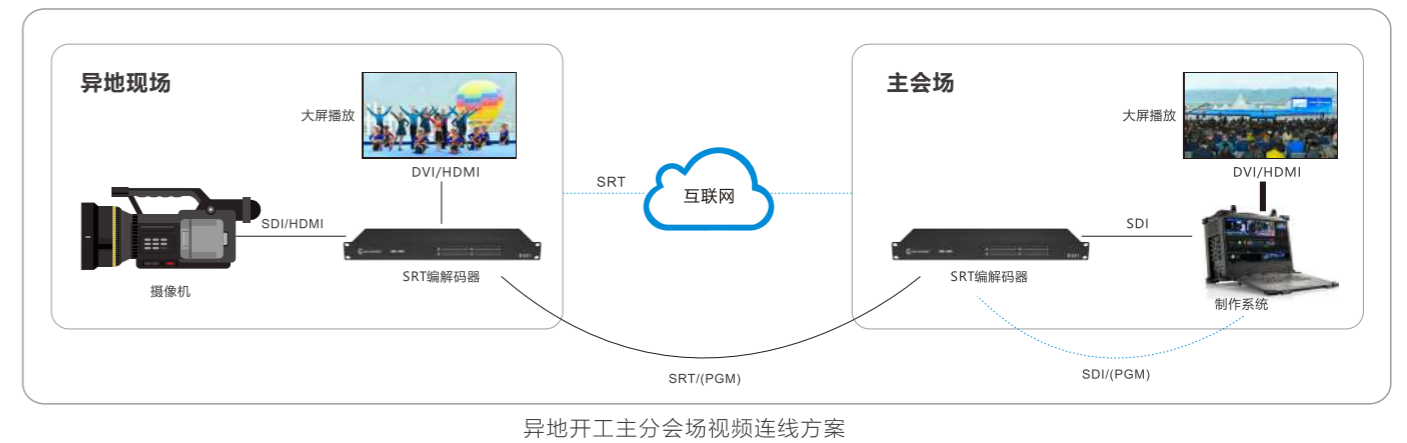 异地现场
大屏播放
DVI/HDMI
SDI/HDMI
摄像机
SRT编解码器
SRT
互联网
主会场
大屏播放
DVI/HDMI
SDI
SRT编解码器
制作系统
SRT/(PGM)
SDI/(PGM)
异地开工主分会场视频连线方案